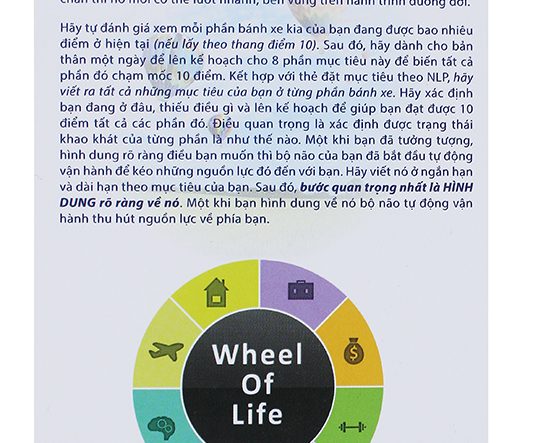 chắn thì nó mới có thể lướt nhanh, bền vững trên hành trình đường đời.
Hãy tự đánh giá xem mỗi phần bánh xe kia của bạn đang được bao nhiêu
điểm ở hiện tại (nếu lấy theo thang điểm 10). Sau đó, hãy dành cho bản
thân một ngày để lên kế hoạch cho 8 phần mục tiêu này để biến tất cả
phần đó chạm mốc 10 điểm. Kết hợp với thẻ đặt mục tiêu theo NLP, hãy
viết ra tất cả những mục tiêu của bạn ở từng phần bánh xe. Hãy xác định
bạn đang ở đâu, thiếu điều gì và lên kế hoạch để giúp bạn đạt được 10
điểm tất cả các phần đó. Điều quan trọng là xác định được trạng thái
khao khát của từng phần là như thế nào. Một khi bạn đã tưởng tượng,
hình dung rõ ràng điều bạn muốn thì bộ não của bạn đã bắt đầu tự động
vận hành để kéo những nguồn lực đó đến với bạn. Hãy viết nó ở ngắn hạn
và dài hạn theo mục tiêu của bạn. Sau đó, bước quan trọng nhất là HÌNH
DUNG rõ ràng về nó. Một khi bạn hình dung về nó bộ não tự động vận
hành thu hút nguồn lực về phía bạn.
Wheel
Of
Life